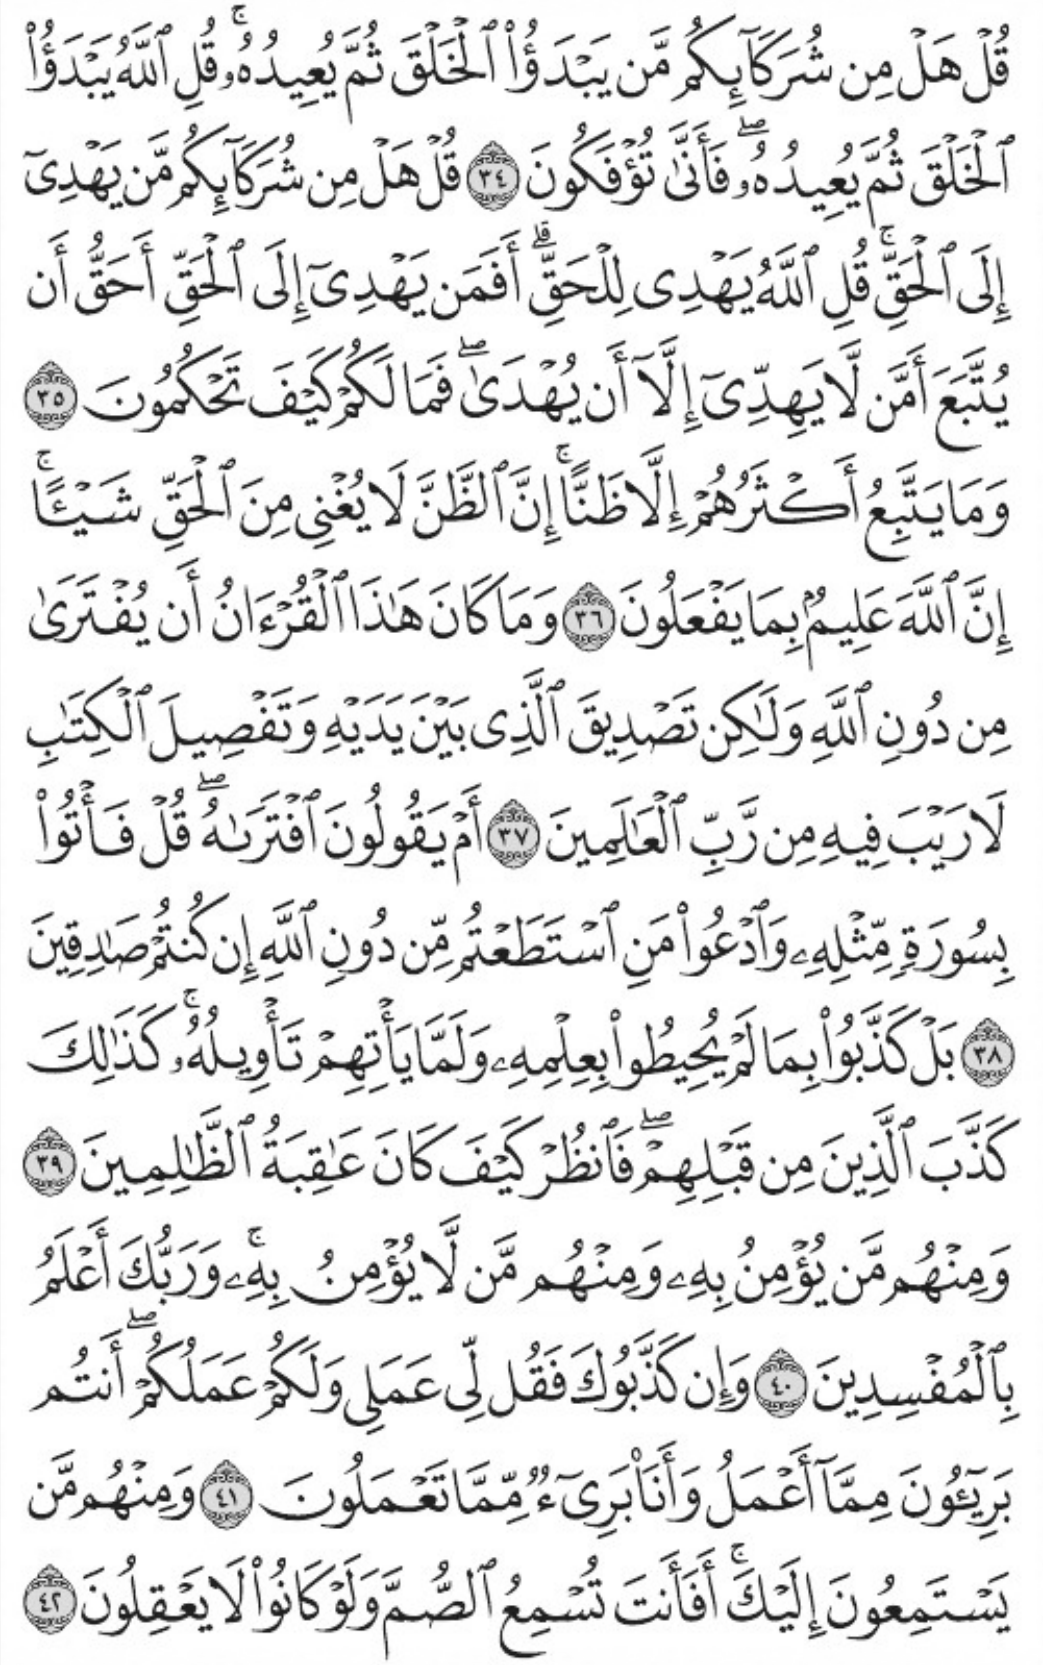 قُلۡ هَلۡ مِن شُرَكَآئِكُم مَّن يَبۡدَؤُاْ ٱلۡخَلۡقَ ثُمَّ يُعِيدُهُۥۚ قُلِ ٱللَّهُ يَبۡدَؤُاْ
ٱلۡخَلۡقَ ثُمَّ يُعِيدُهُۥۖ فَأَنَّىٰ تُؤۡفَكُونَ ٣٤ قُلۡ هَلۡ مِن شُرَكَآئِكُم مَّن يَهۡدِيٓ
إِلَى ٱلۡحَقِّۚ قُلِ ٱللَّهُ يَهۡدِي لِلۡحَقِّۗ أَفَمَن يَهۡدِيٓ إِلَى ٱلۡحَقِّ أَحَقُّ أَن
يُتَّبَعَ أَمَّن لَّا يَهِدِّيٓ إِلَّآ أَن يُهۡدَىٰۖ فَمَا لَكُمۡ كَيۡفَ تَحۡكُمُونَ ٣٥
وَمَا يَتَّبِعُ أَكۡثَرُهُمۡ إِلَّا ظَنًّاۚ إِنَّ ٱلظَّنَّ لَا يُغۡنِي مِنَ ٱلۡحَقِّ شَيۡـًٔاۚ
إِنَّ ٱللَّهَ عَلِيمُۢ بِمَا يَفۡعَلُونَ ٣٦ وَمَا كَانَ هَٰذَا ٱلۡقُرۡءَانُ أَن يُفۡتَرَىٰ
مِن دُونِ ٱللَّهِ وَلَٰكِن تَصۡدِيقَ ٱلَّذِي بَيۡنَ يَدَيۡهِ وَتَفۡصِيلَ ٱلۡكِتَٰبِ
لَا رَيۡبَ فِيهِ مِن رَّبِّ ٱلۡعَٰلَمِينَ ٣٧ أَمۡ يَقُولُونَ ٱفۡتَرَىٰهُۖ قُلۡ فَأۡتُواْ
بِسُورَةٖ مِّثۡلِهِۦ وَٱدۡعُواْ مَنِ ٱسۡتَطَعۡتُم مِّن دُونِ ٱللَّهِ إِن كُنتُمۡ صَٰدِقِينَ
٣٨ بَلۡ كَذَّبُواْ بِمَا لَمۡ يُحِيطُواْ بِعِلۡمِهِۦ وَلَمَّا يَأۡتِهِمۡ تَأۡوِيلُهُۥۚ كَذَٰلِكَ
كَذَّبَ ٱلَّذِينَ مِن قَبۡلِهِمۡۖ فَٱنظُرۡ كَيۡفَ كَانَ عَٰقِبَةُ ٱلظَّٰلِمِينَ ٣٩
وَمِنۡهُم مَّن يُؤۡمِنُ بِهِۦ وَمِنۡهُم مَّن لَّا يُؤۡمِنُ بِهِۦۚ وَرَبُّكَ أَعۡلَمُ
بِٱلۡمُفۡسِدِينَ ٤٠ وَإِن كَذَّبُوكَ فَقُل لِّي عَمَلِي وَلَكُمۡ عَمَلُكُمۡۖ أَنتُم
بَرِيٓـُٔونَ مِمَّآ أَعۡمَلُ وَأَنَا۠ بَرِيٓءٞ مِّمَّا تَعۡمَلُونَ ٤١ وَمِنۡهُم مَّن
يَسۡتَمِعُونَ إِلَيۡكَۚ أَفَأَنتَ تُسۡمِعُ ٱلصُّمَّ وَلَوۡ كَانُواْ لَا يَعۡقِلُونَ ٤٢